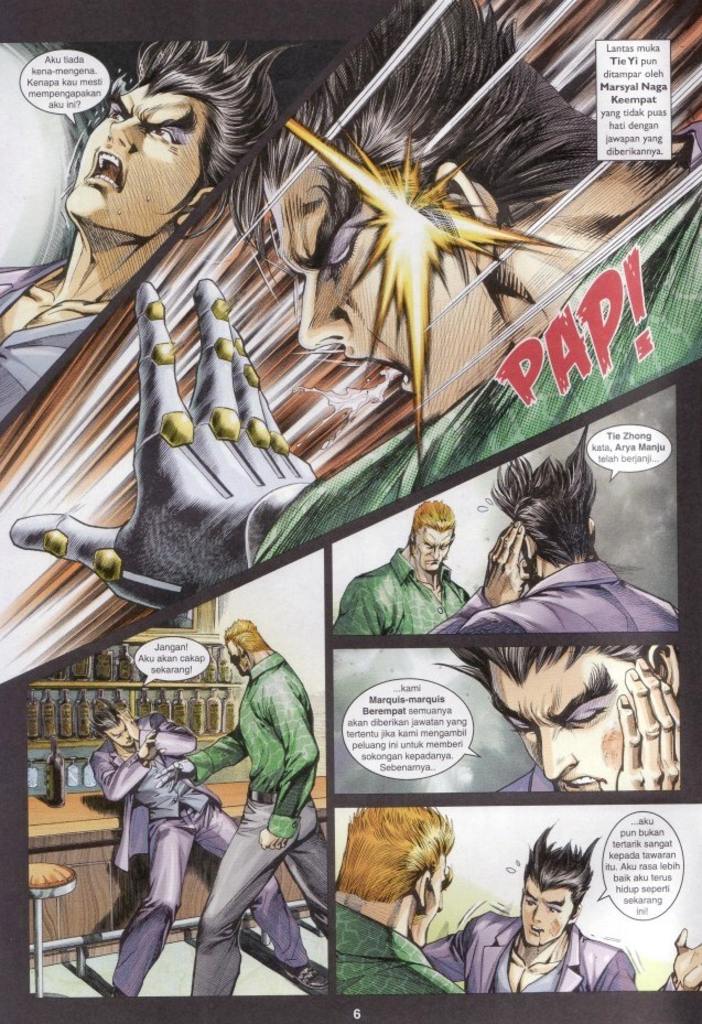 Aku tiada
kena-mengena.
Kenapa kau mesti
mempengapakan
aku ini?
Lantas muka
Tie Yi pun
ditampar oleh
Marsyal Naga
Keempat
yang tidak puas
hati dengan
jawapan yang
diberikannya.
PAP!
Tie Zhong
kata, Arya Manju
telah berjanji...
Jangan!
Aku akan cakap
sekarang!
...kami
Marquis-marquis
Berempat semuanya
akan diberikan jawatan yang
tertentu jika kami mengambil
peluang ini untuk memberi
sokongan kepadanya.
Sebenarnya..
...aku
pun bukan
tertarik sangat
kepada tawaran
itu. Aku rasa lebih
baik aku terus
hidup seperti
sekarang
ini!
6